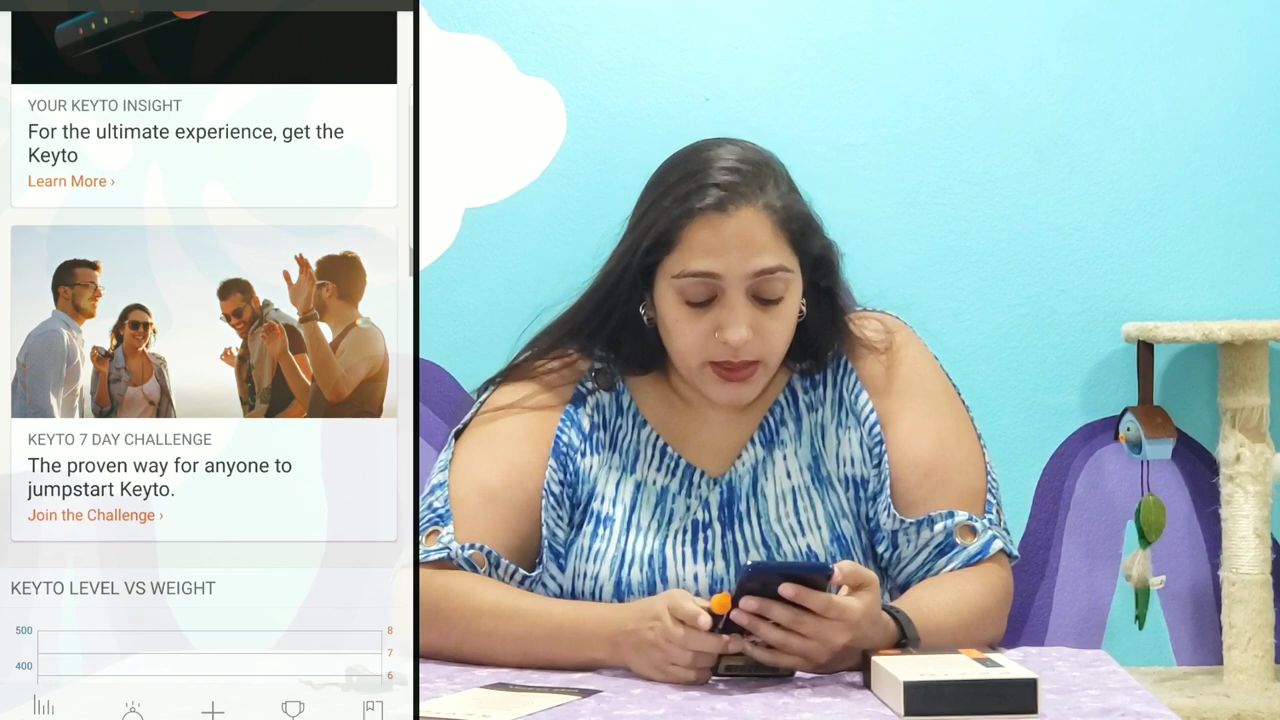 YOUR KEYTO INSIGHT
For the ultimate experience, get the
Keyto
Learn More ›
KEYTO 7 DAY CHALLENGE
The proven way for anyone to
jumpstart Keyto.
Join the Challenge ›
KEYTO LEVEL VS WEIGHT
500 8
7
400 6